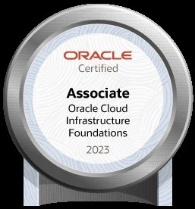 ORACLE
Certified
Associate
Oracle Cloud
Infrastructure
Foundations
2023